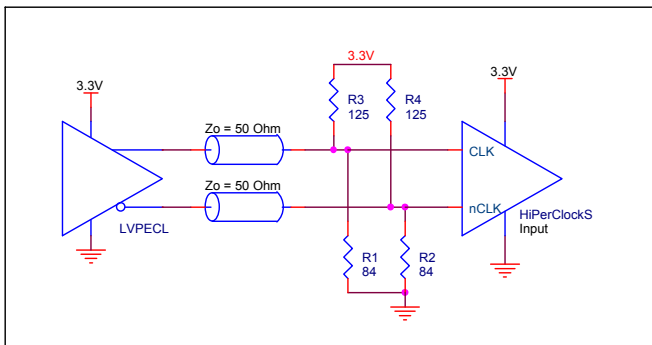 3.3V
3.3V
3.3V
R3
125
R4
125
Zo = 50 Ohm
CLK
Zo = 50 Ohm
nCLK
HiPerClockS
Input
LVPECL
R1
84
R2
84